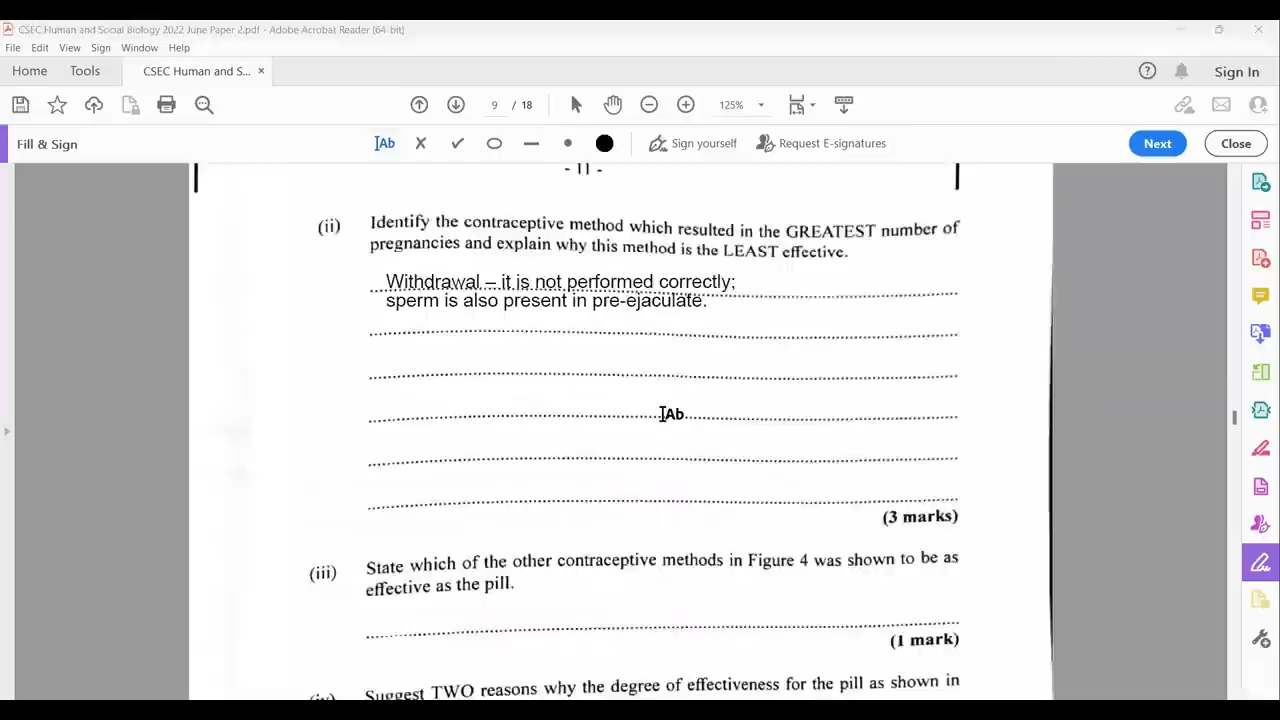 CSEC Human and Social Biology 2022 June Paper 2.pdf - Adobe Acrobat Reader (64-bit)
File Edit View Sign Window Help
Home Tools CSEC Human and S... × Sign In
9 / 18 125%
Fill & Sign Ab Sign yourself Request E-signatures Next Close
- 11 -
(ii) Identify the contraceptive method which resulted in the GREATEST number of
pregnancies and explain why this method is the LEAST effective.
Withdrawal – it is not performed correctly;
sperm is also present in pre-ejaculate.
Ab
(3 marks)
(iii) State which of the other contraceptive methods in Figure 4 was shown to be as
effective as the pill.
(1 mark)
Suggest TWO reasons why the degree of effectiveness for the pill as shown in